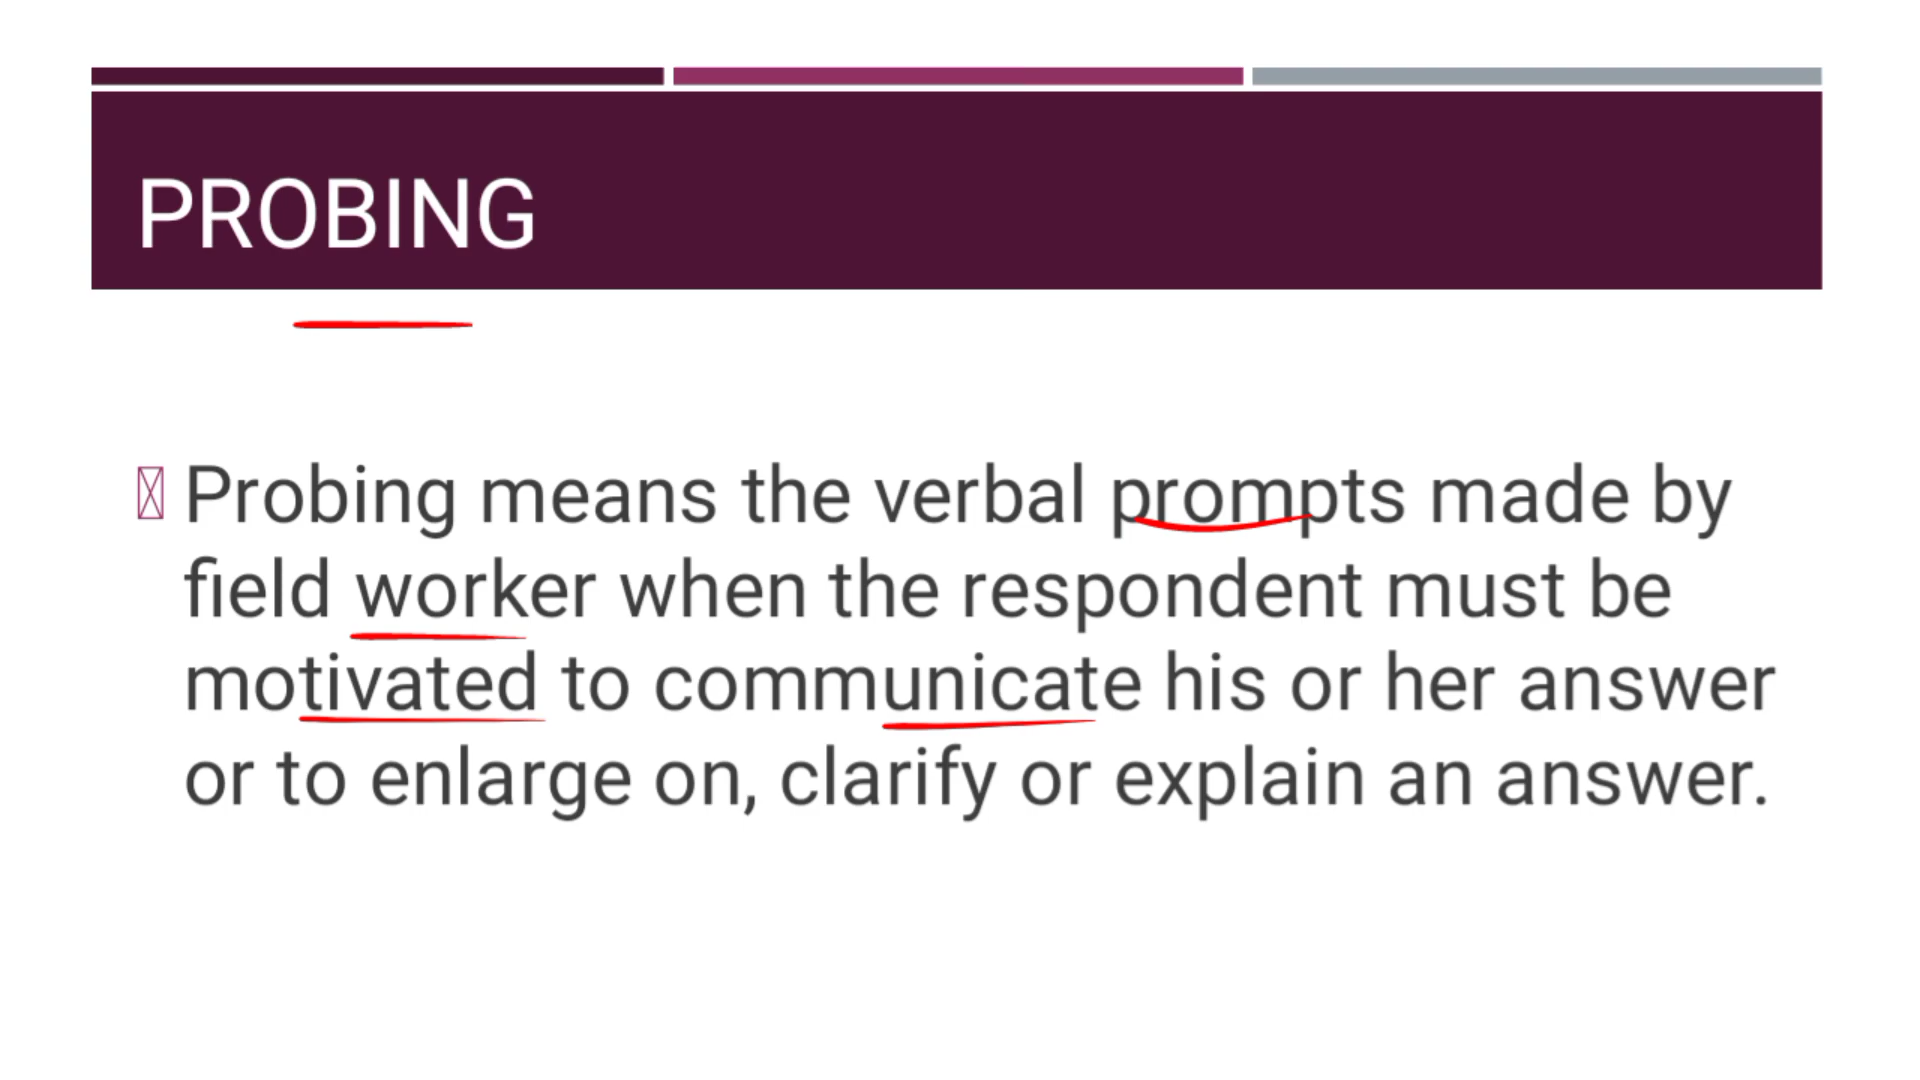 PROBING
Probing means the verbal prompts made by
field worker when the respondent must be
motivated to communicate his or her answer
or to enlarge on, clarify or explain an answer.